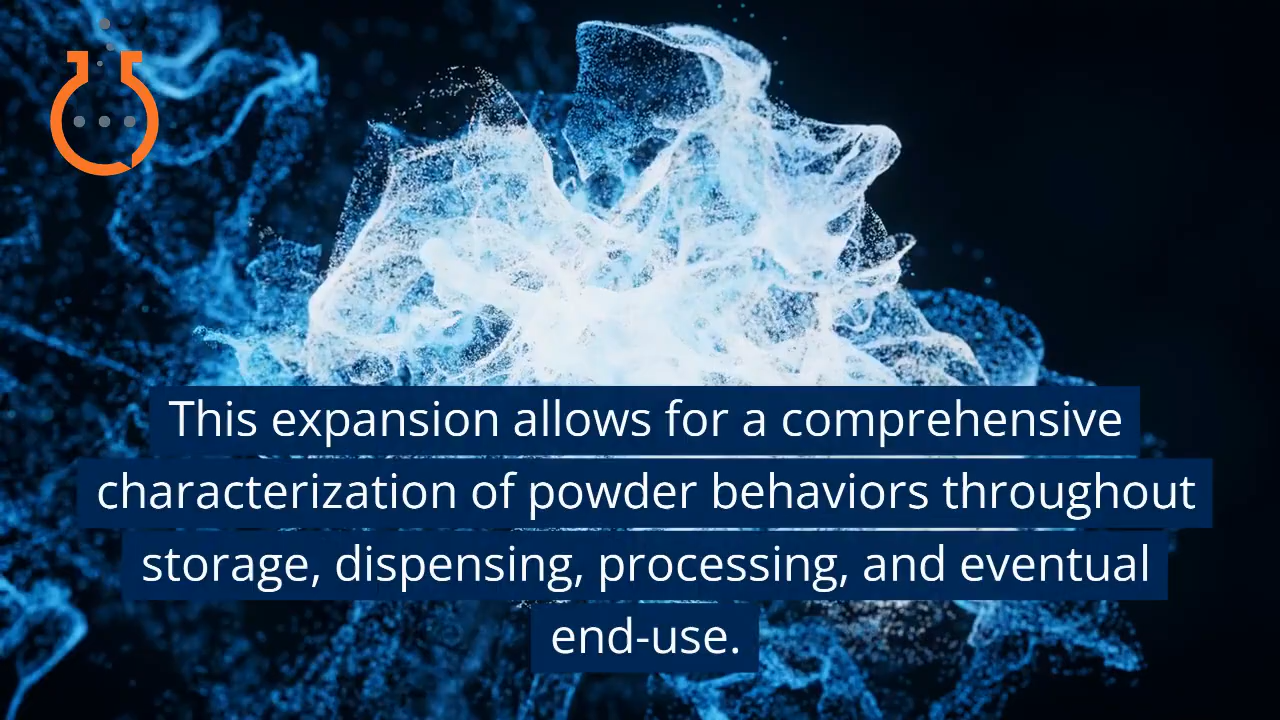 This expansion allows for a comprehensive
characterization of powder behaviors throughout
storage, dispensing, processing, and eventual
end-use.